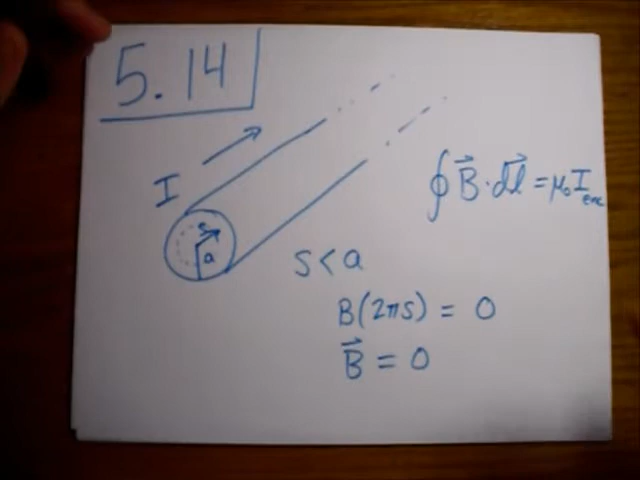 5.14
I
s
a
∮B⃗·dl⃗ = μ₀I_enc
s < a
B(2πs) = 0
B⃗ = 0